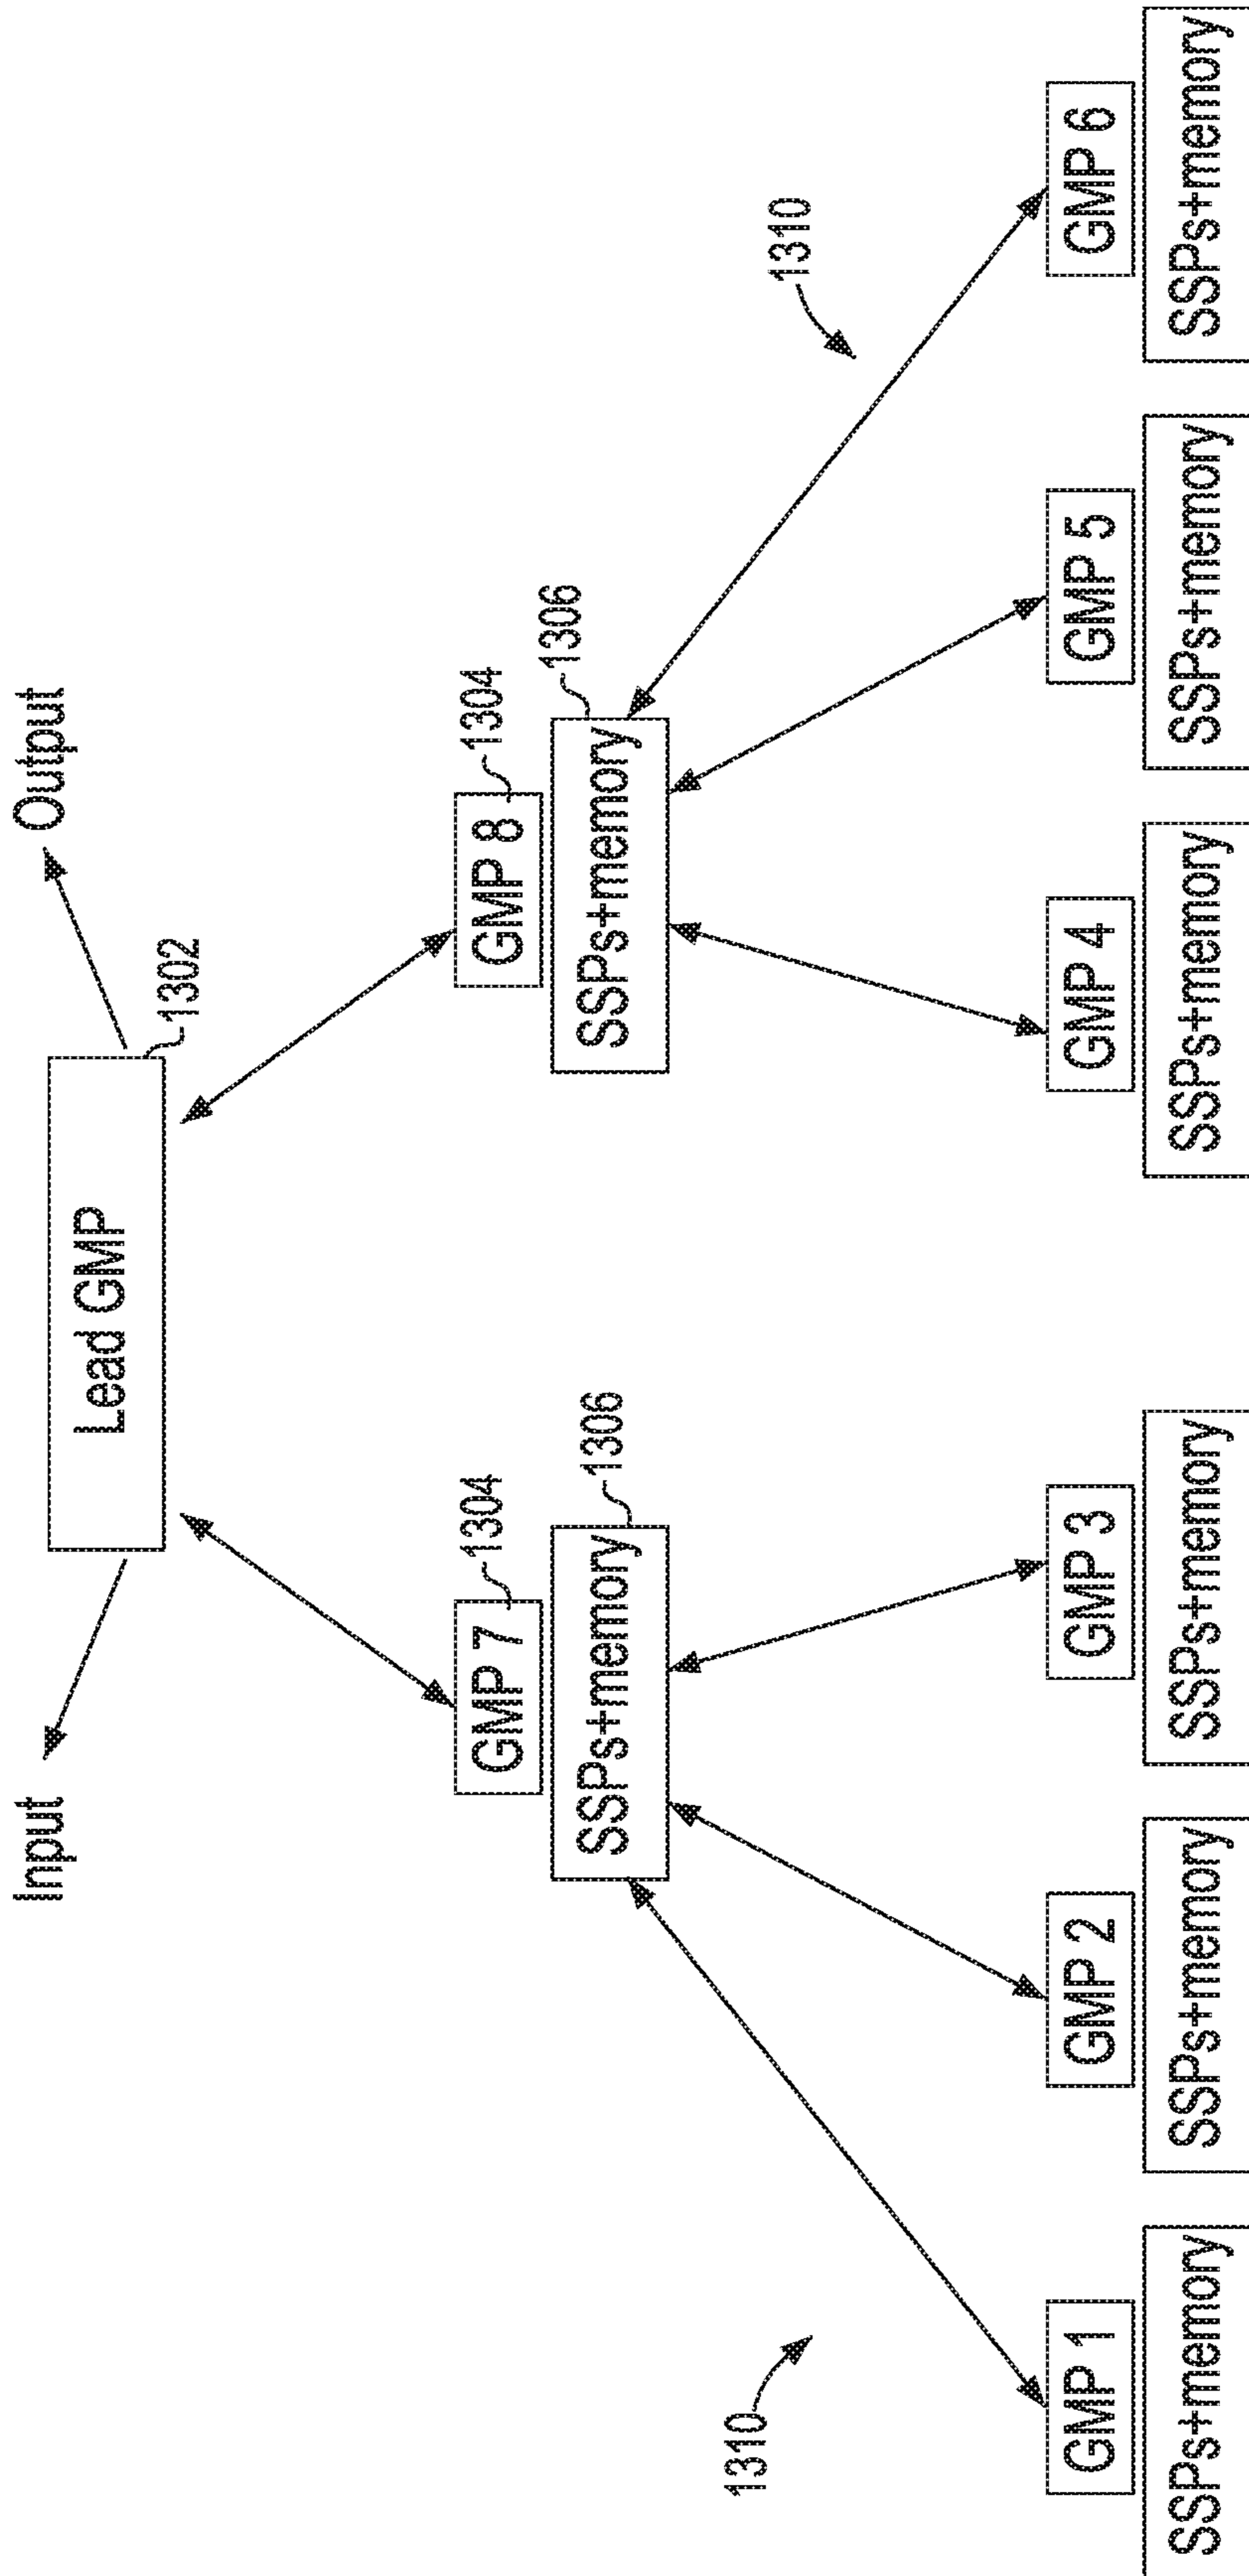 Input
Output
Lead GMP
1302
GMP 7
1304
SSPs+memory
1306
GMP 8
1304
SSPs+memory
1306
1310
1310
GMP 1
SSPs+memory
GMP 2
SSPs+memory
GMP 3
SSPs+memory
GMP 4
SSPs+memory
GMP 5
SSPs+memory
GMP 6
SSPs+memory